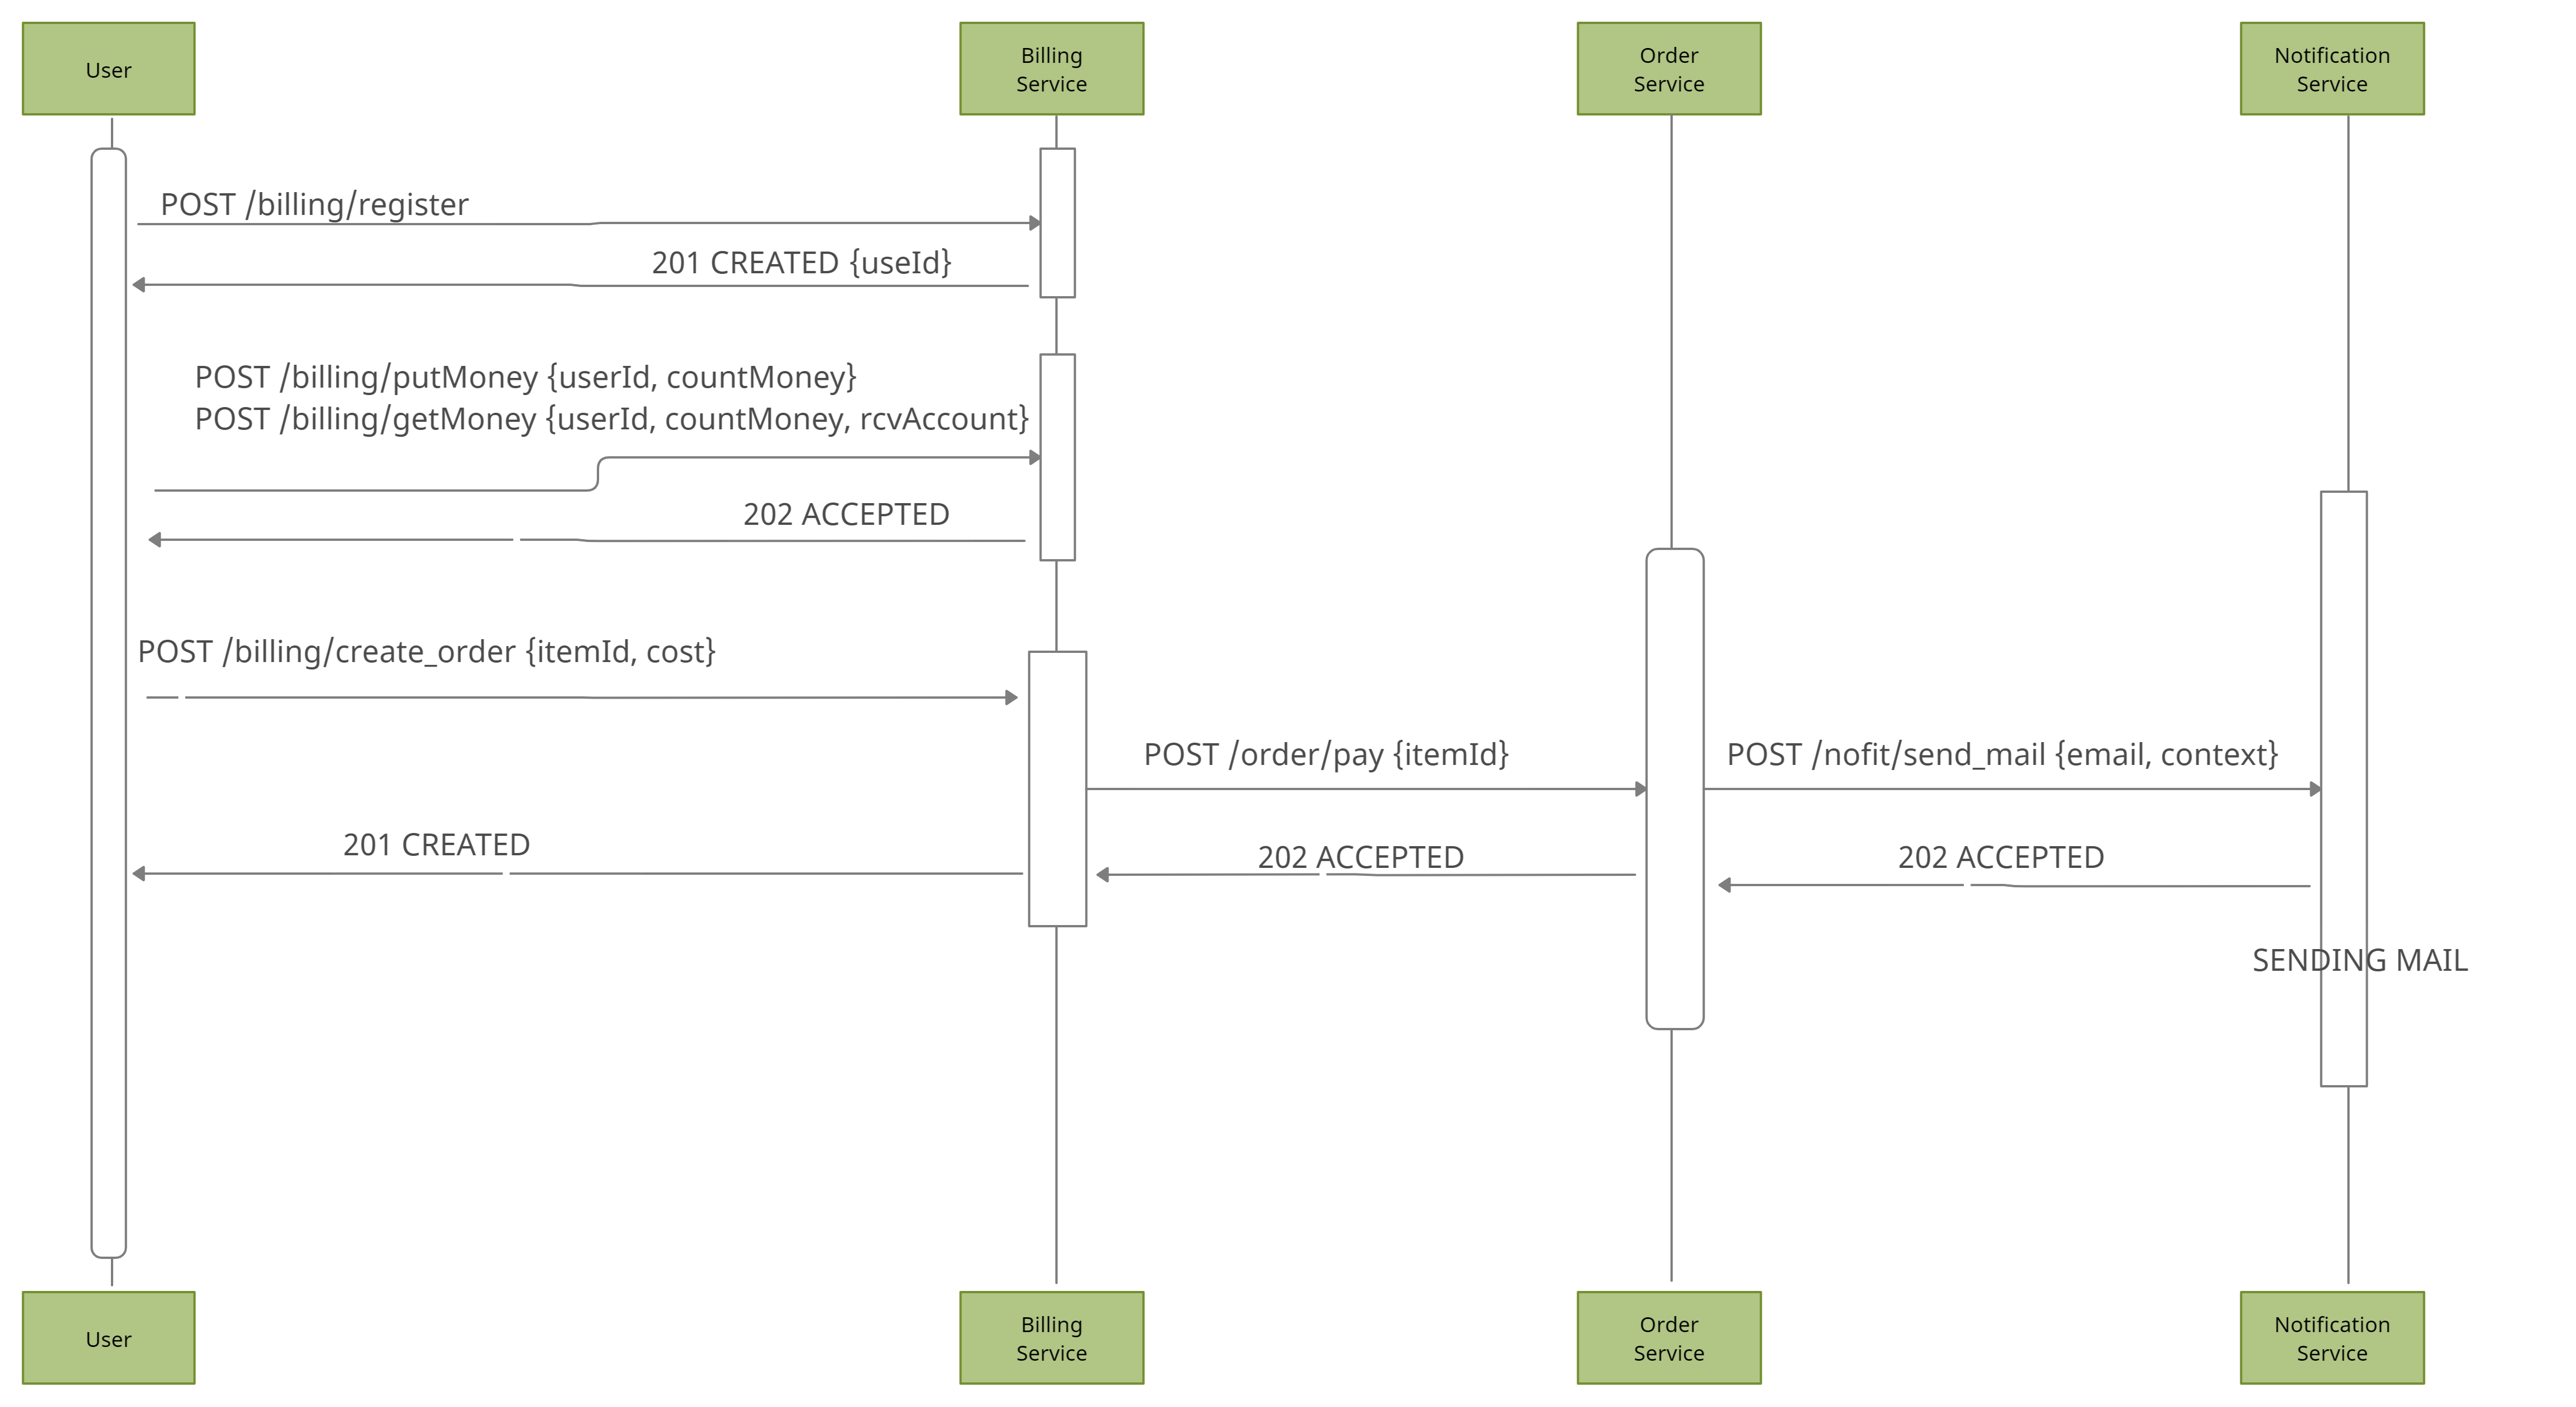 User
Billing
Service
Order
Service
Notification
Service
POST /billing/register
201 CREATED {useId}
POST /billing/putMoney {userId, countMoney}
POST /billing/getMoney {userId, countMoney, rcvAccount}
202 ACCEPTED
POST /billing/create_order {itemId, cost}
POST /order/pay {itemId}
POST /nofit/send_mail {email, context}
201 CREATED
202 ACCEPTED
202 ACCEPTED
SENDING MAIL
User
Billing
Service
Order
Service
Notification
Service